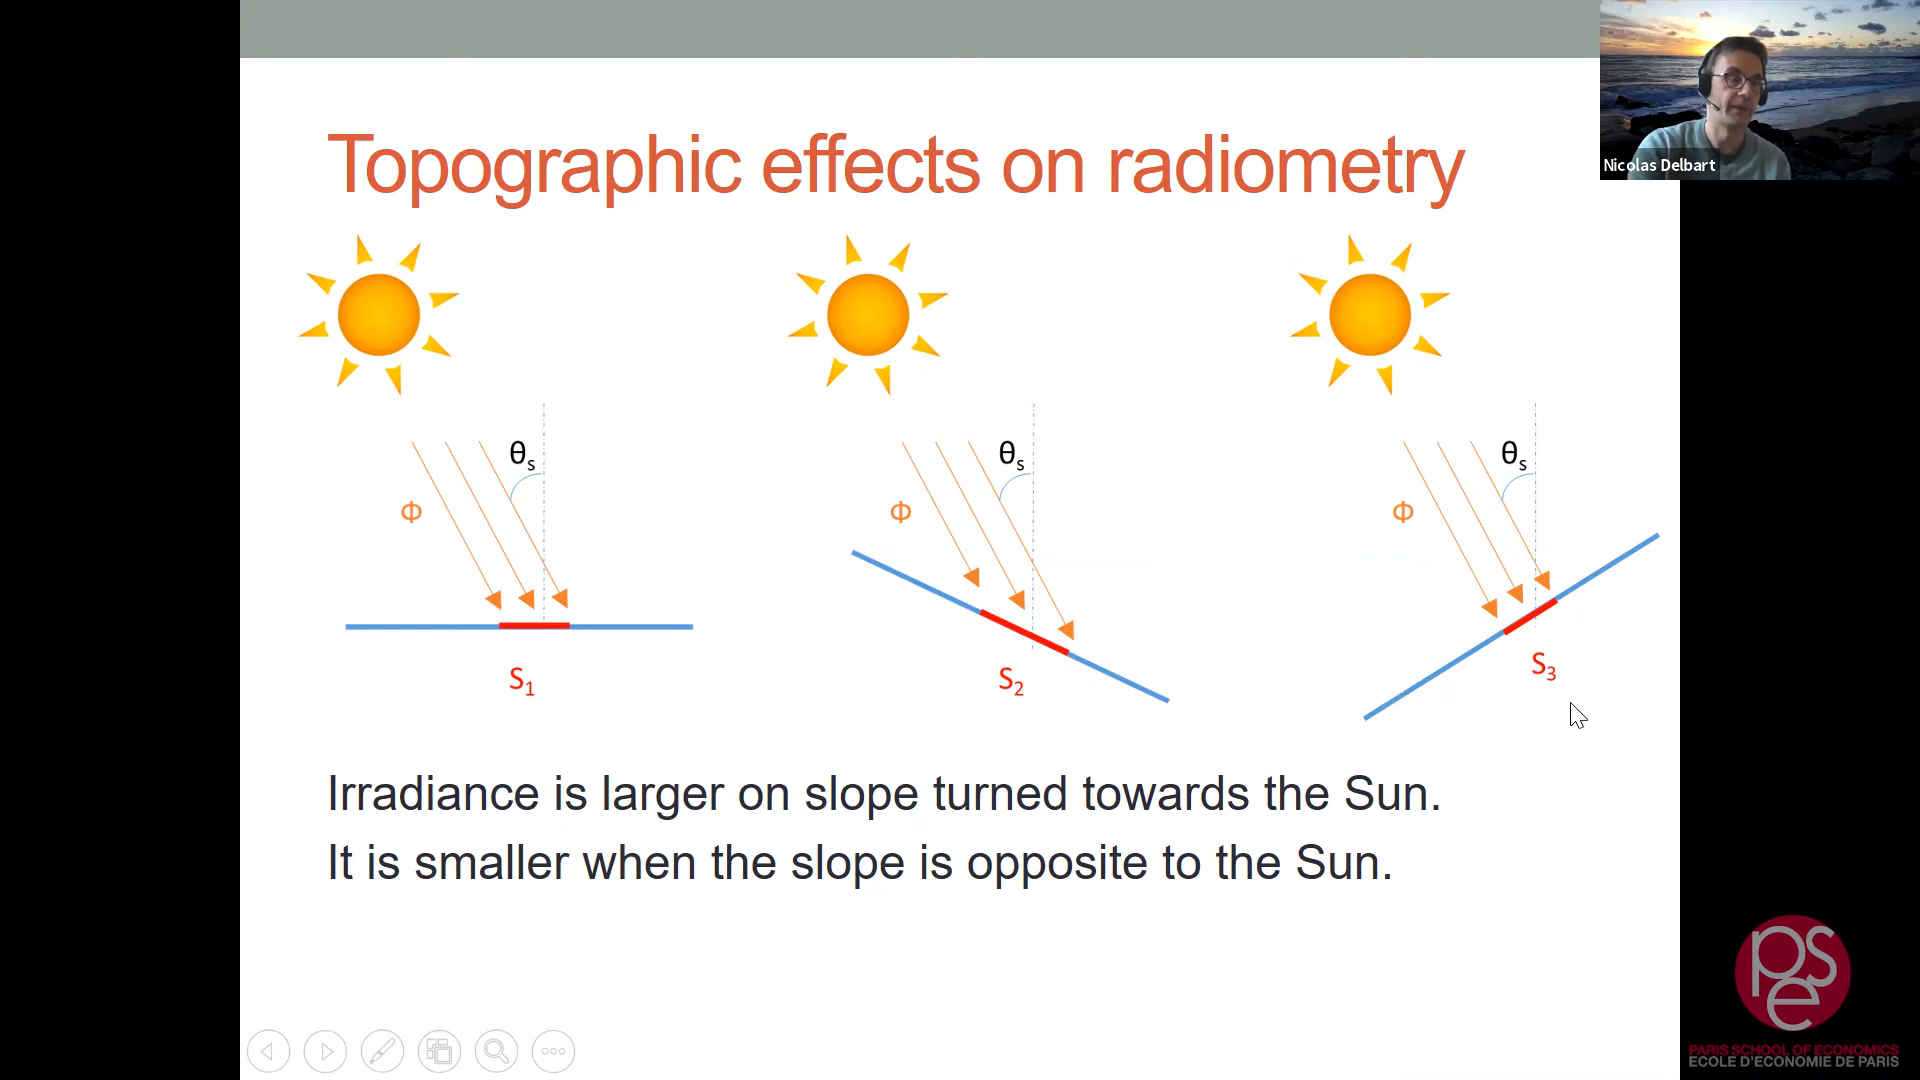 Topographic effects on radiometry
Nicolas Delbart
θs
θs
θs
Φ
Φ
Φ
S1
S2
S3
Irradiance is larger on slope turned towards the Sun.
It is smaller when the slope is opposite to the Sun.
pse
PARIS SCHOOL OF ECONOMICS
ECOLE D'ECONOMIE DE PARIS